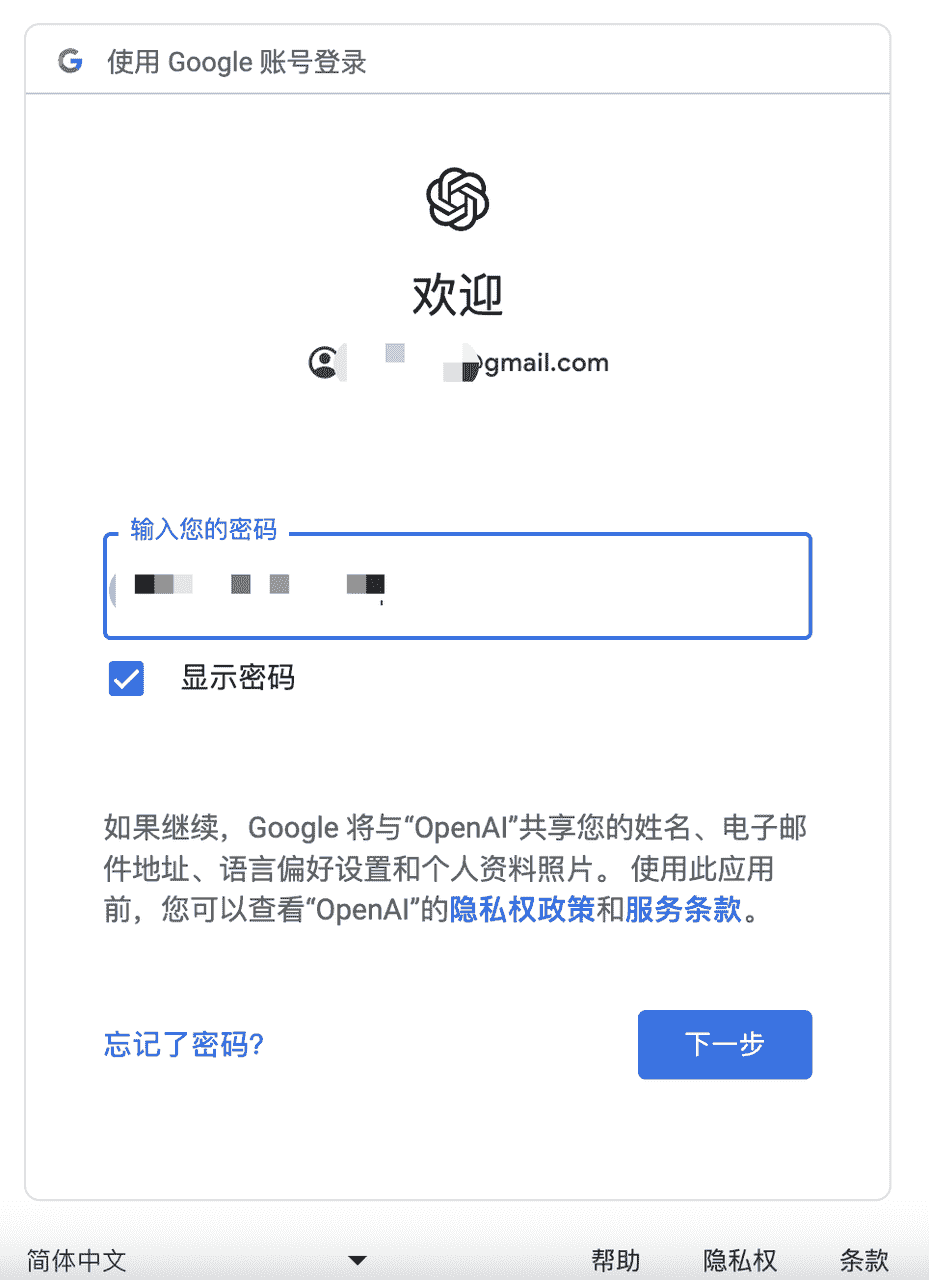 使用 Google 账号登录
欢迎
@gmail.com
输入您的密码
显示密码
如果继续，Google 将与“OpenAI”共享您的姓名、电子邮
件地址、语言偏好设置和个人资料照片。 使用此应用
前，您可以查看“OpenAI”的隐私权政策和服务条款。
忘记了密码?
下一步
简体中文
帮助
隐私权
条款